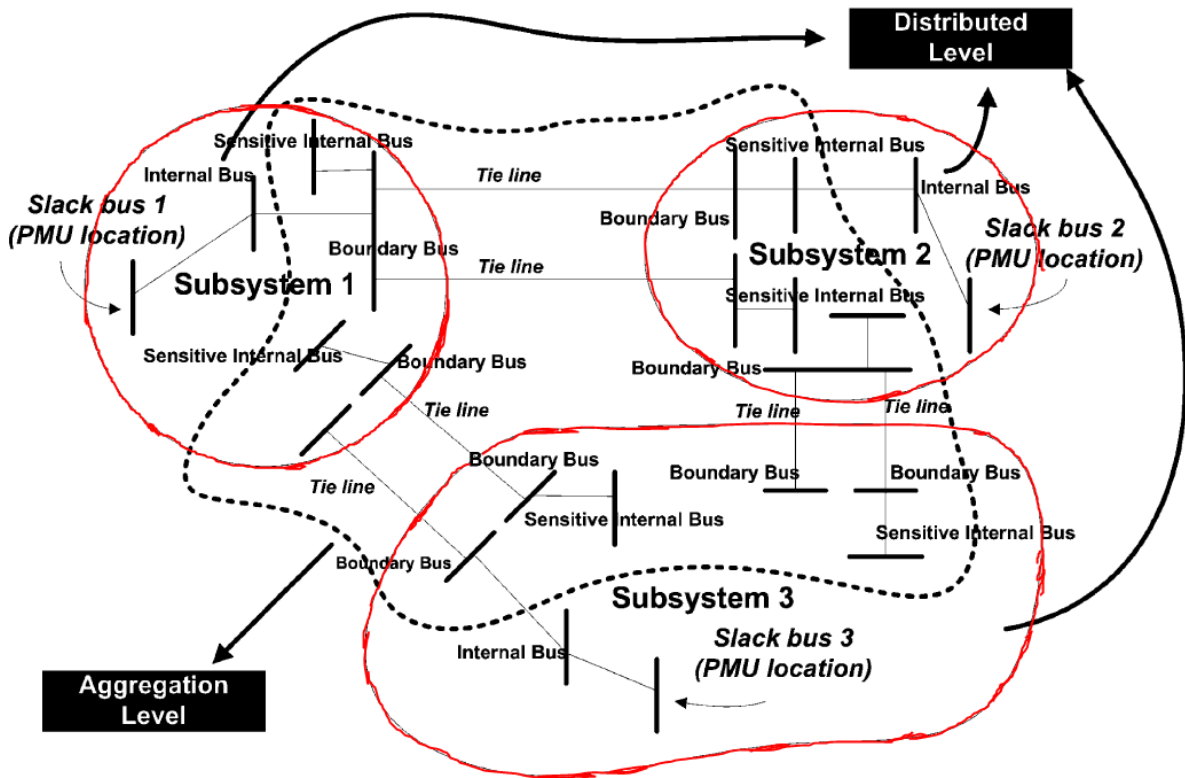 Distributed
Level
Sensitive Internal Bus
Sensitive Internal Bus
Internal Bus
Tie line
Internal Bus
Slack bus 1
(PMU location)
Boundary Bus
Slack bus 2
(PMU location)
Boundary Bus
Subsystem 1
Tie line
Subsystem 2
Sensitive Internal Bus
Sensitive Internal Bus
Boundary Bus
Boundary Bus
Tie line
Tie line
Tie line
Boundary Bus
Boundary Bus
Boundary Bus
Tie line
Sensitive Internal Bus
Sensitive Internal Bus
Boundary Bus
Subsystem 3
Internal Bus
Slack bus 3
(PMU location)
Aggregation
Level